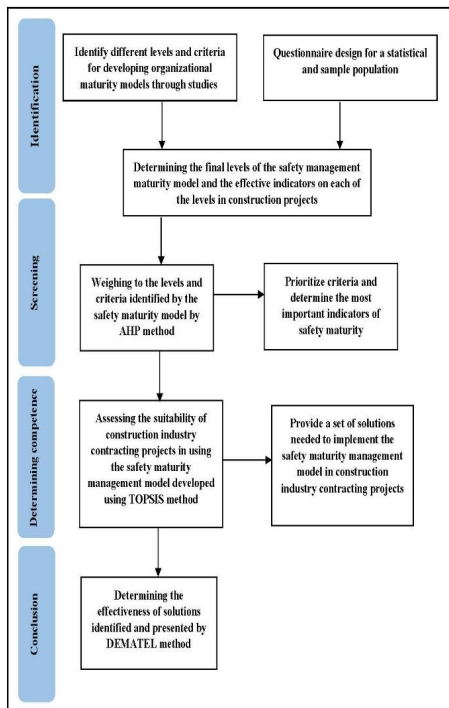 Identification
Identify different levels and criteria
for developing organizational
maturity models through studies
Questionnaire design for a statistical
and sample population
Determining the final levels of the safety management
maturity model and the effective indicators on each of
the levels in construction projects
Screening
Weighing to the levels and
criteria identified by the
safety maturity model by
AHP method
Prioritize criteria and
determine the most
important indicators of
safety maturity
Determining competence
Assessing the suitability of
construction industry
contracting projects in using
the safety maturity
management model developed
using TOPSIS method
Provide a set of solutions
needed to implement the
safety maturity management
model in construction
industry contracting projects
Conclusion
Determining the
effectiveness of solutions
identified and presented by
DEMATEL method